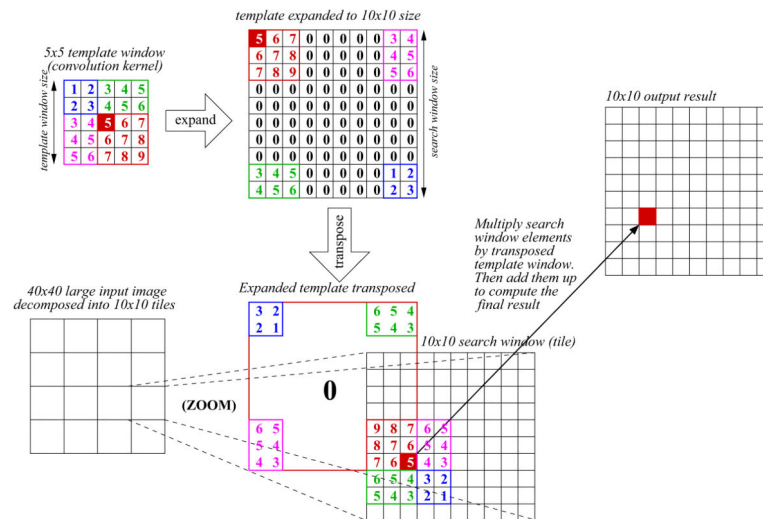 template expanded to 10x10 size
5x5 template window
(convolution kernel)
template window size
1 2 3 4 5
2 3 4 5 6
3 4 5 6 7
4 5 6 7 8
5 6 7 8 9
expand
5 6 7 0 0 0 0 0 3 4
6 7 8 0 0 0 0 0 4 5
7 8 9 0 0 0 0 0 5 6
0 0 0 0 0 0 0 0 0 0
0 0 0 0 0 0 0 0 0 0
0 0 0 0 0 0 0 0 0 0
0 0 0 0 0 0 0 0 0 0
0 0 0 0 0 0 0 0 0 0
3 4 5 0 0 0 0 0 1 2
4 5 6 0 0 0 0 0 2 3
search window size
10x10 output result
transpose
Multiply search
window elements
by transposed
template window.
Then add them up
to compute the
final result
40x40 large input image
decomposed into 10x10 tiles
Expanded template transposed
3 2
2 1
6 5 4
5 4 3
10x10 search window (tile)
0
(ZOOM)
6 5
5 4
4 3
9 8 7 6 5
8 7 6 5 4
7 6 5 4 3
6 5 4 3 2
5 4 3 2 1